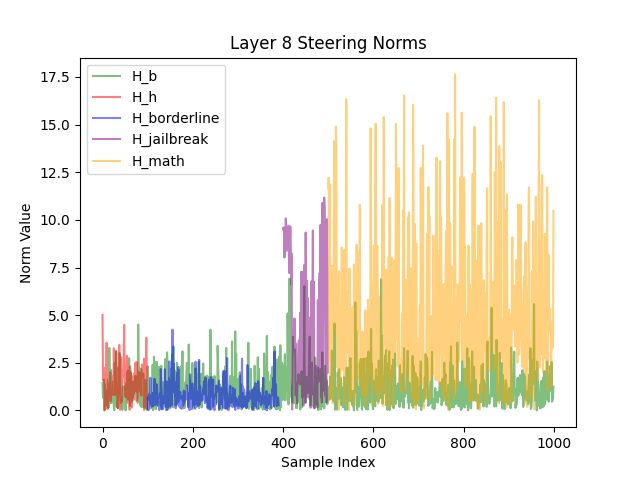 Layer 8 Steering Norms
H_b
H_h
H_borderline
H_jailbreak
H_math
17.5
15.0
12.5
10.0
7.5
5.0
2.5
0.0
Norm Value
0 200 400 600 800 1000
Sample Index